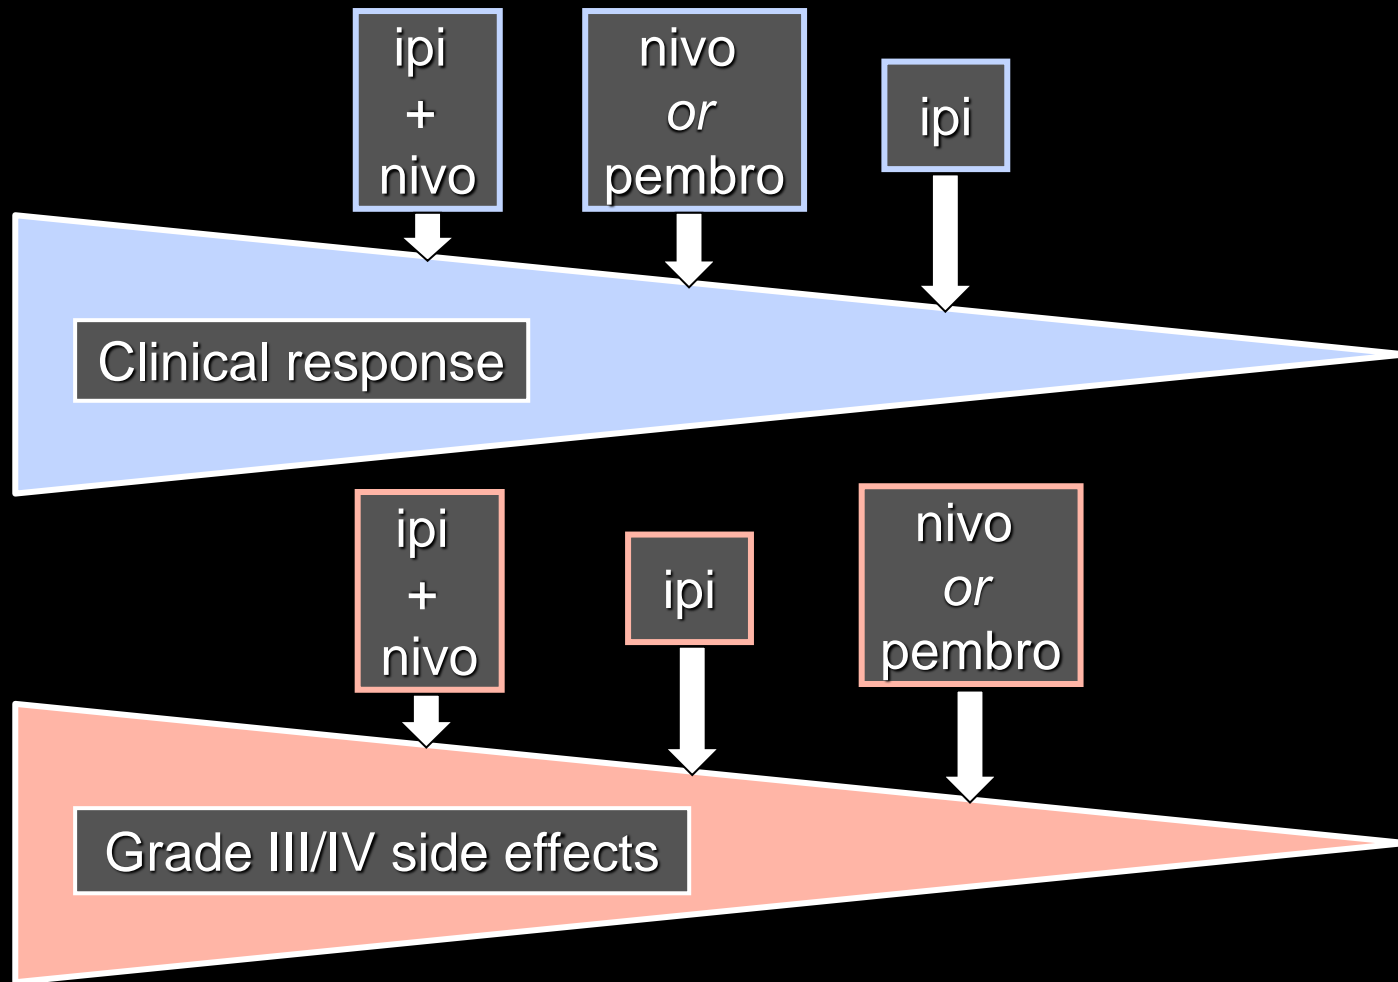 ipi
+
nivo
nivo
or
pembro
ipi
Clinical response
ipi
+
nivo
ipi
nivo
or
pembro
Grade III/IV side effects